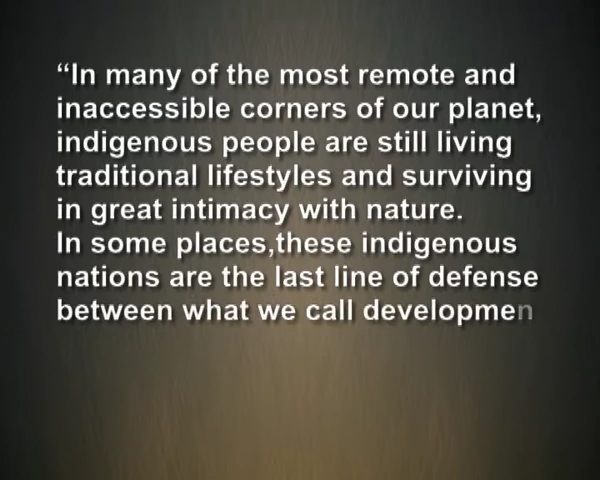 “In many of the most remote and
inaccessible corners of our planet,
indigenous people are still living
traditional lifestyles and surviving
in great intimacy with nature.
In some places,these indigenous
nations are the last line of defense
between what we call developmen